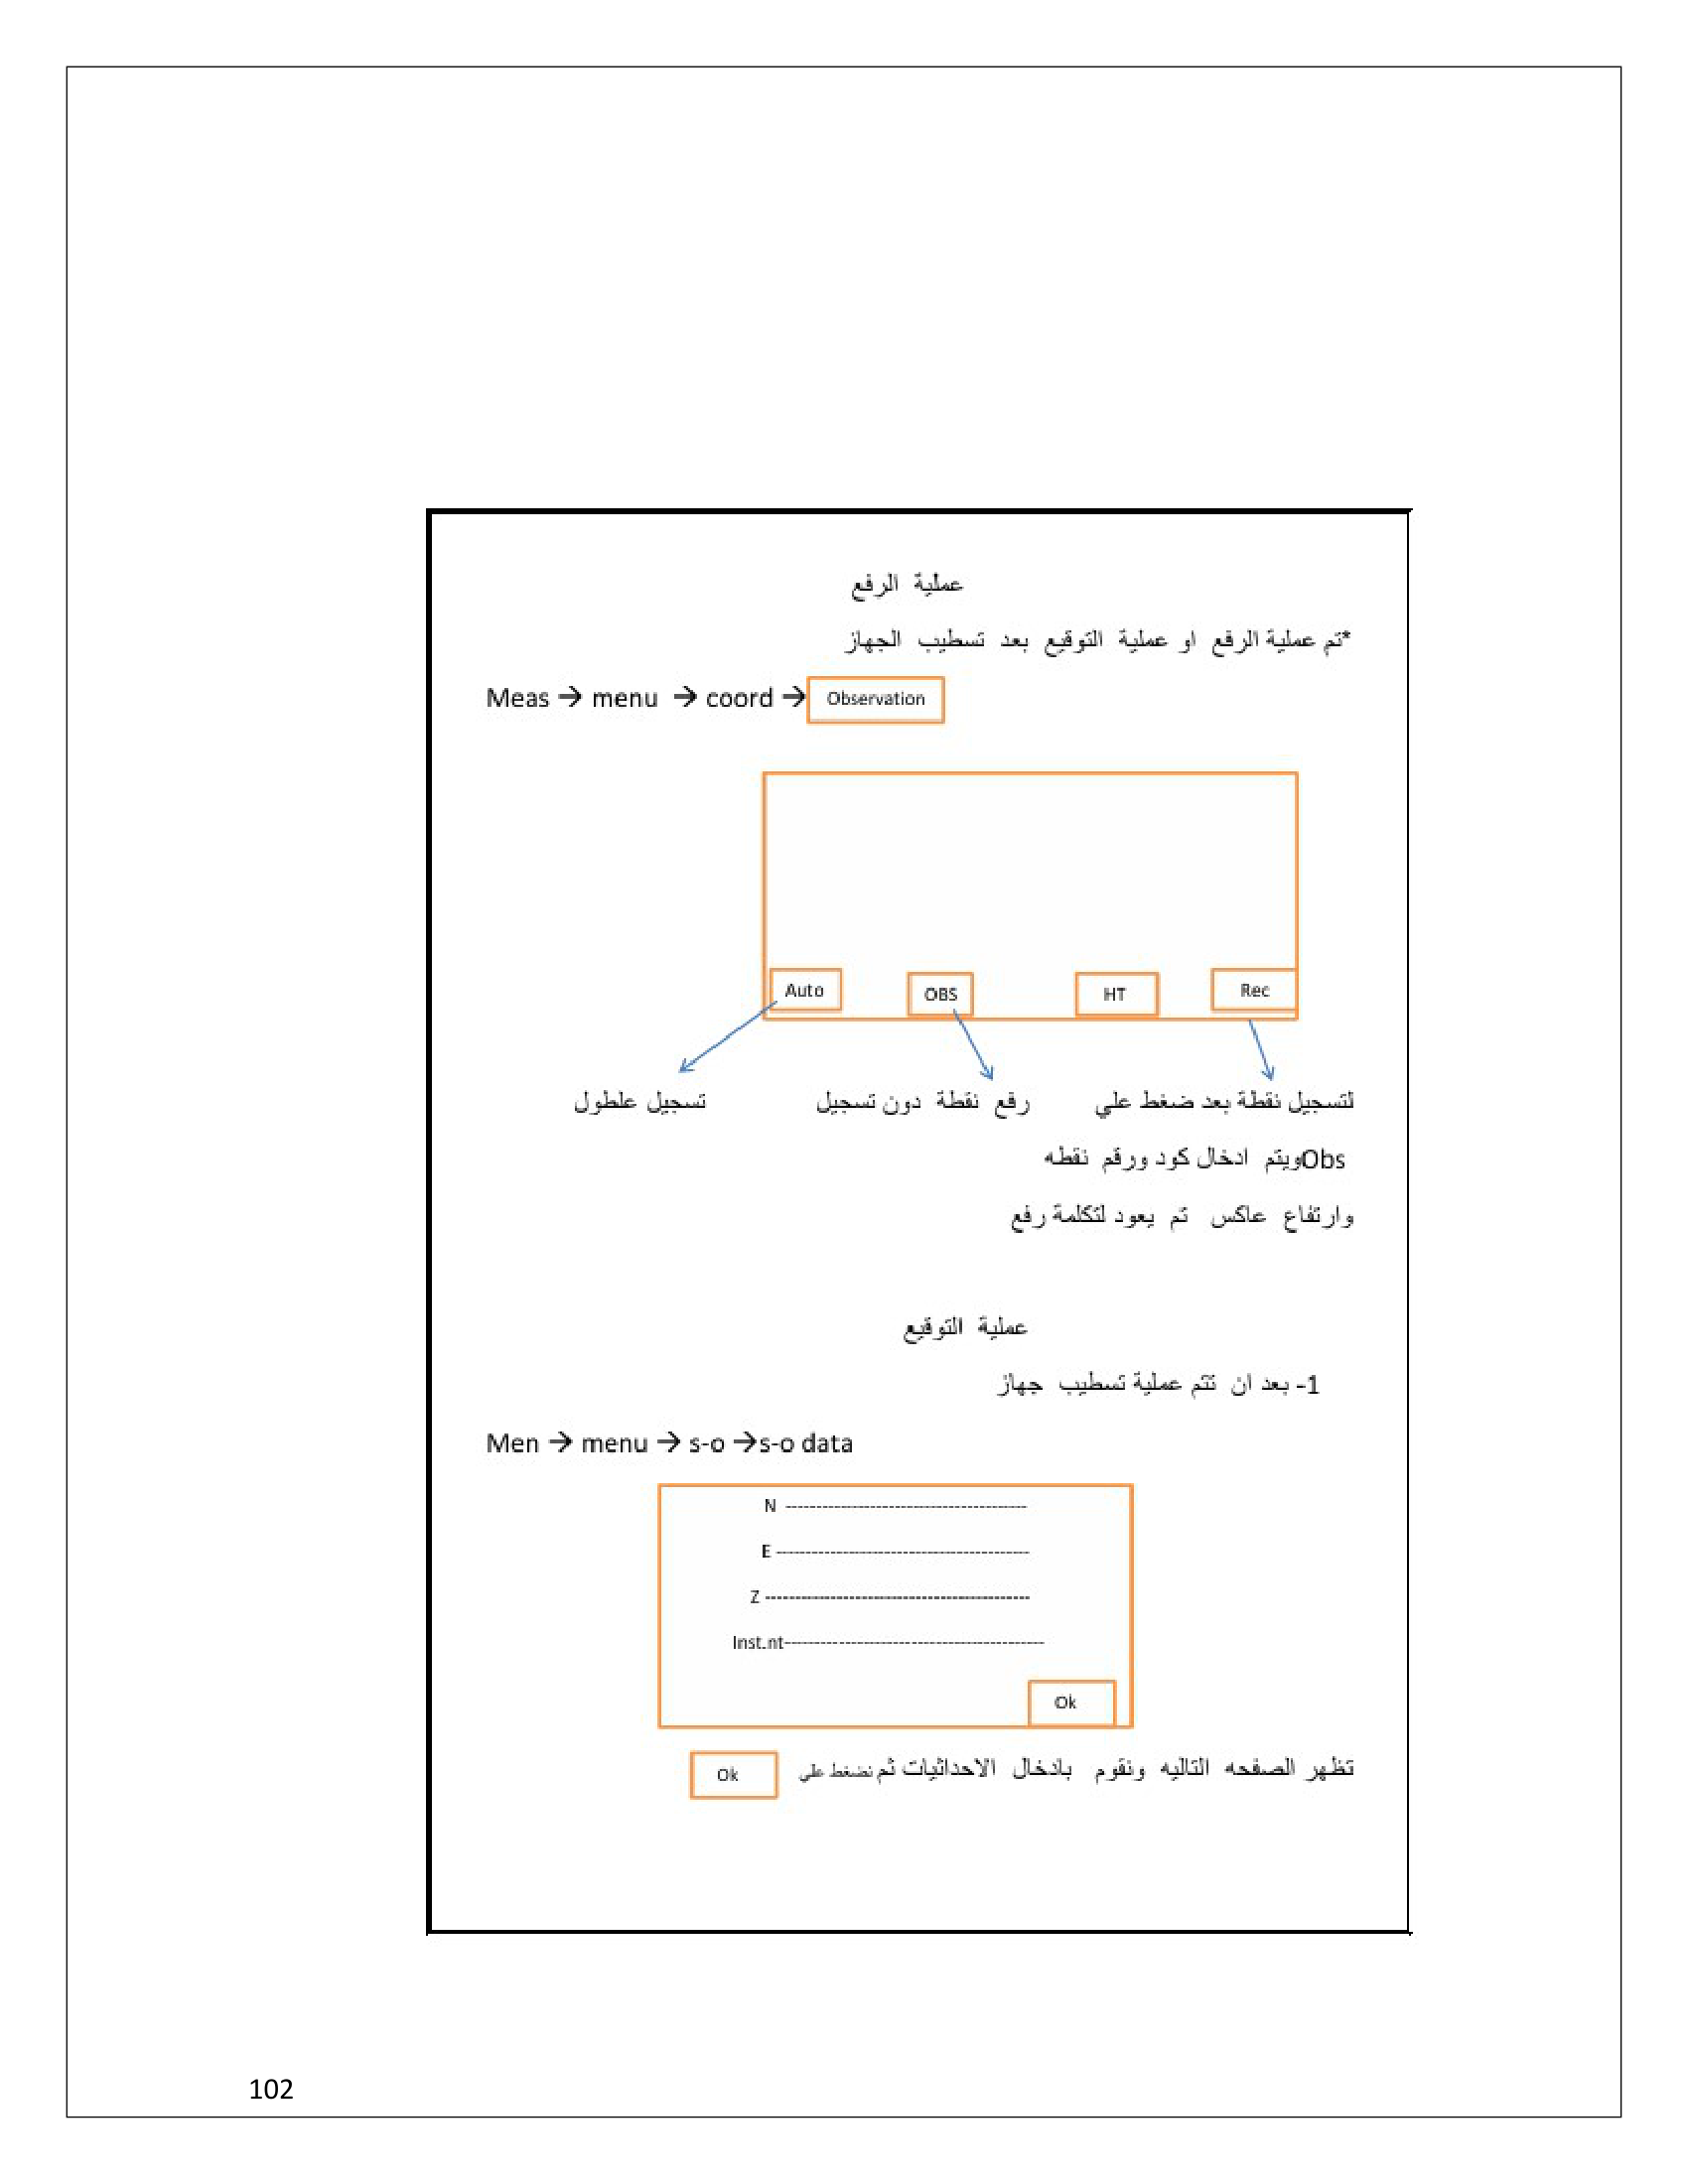 عملية الرفع
*تم عملية الرفع او عملية التوقيع بعد تسطيب الجهاز
Meas → menu → coord → Observation
Auto OBS HT Rec
لتسجيل نقطة بعد ضغط علي رفع نقطة دون تسجيل تسجيل علطول
Obsويتم ادخال كود ورقم نقطه
وارتفاع عاكس تم يعود لتكلمة رفع
عملية التوقيع
1- بعد ان تتم عملية تسطيب جهاز
Men → menu → s-o →s-o data
N ----------------------------------------
E ------------------------------------------
Z --------------------------------------------
Inst.nt-------------------------------------------
Ok
تظهر الصفحه التاليه ونقوم بادخال الاحداثيات ثم نضغط علي Ok
102